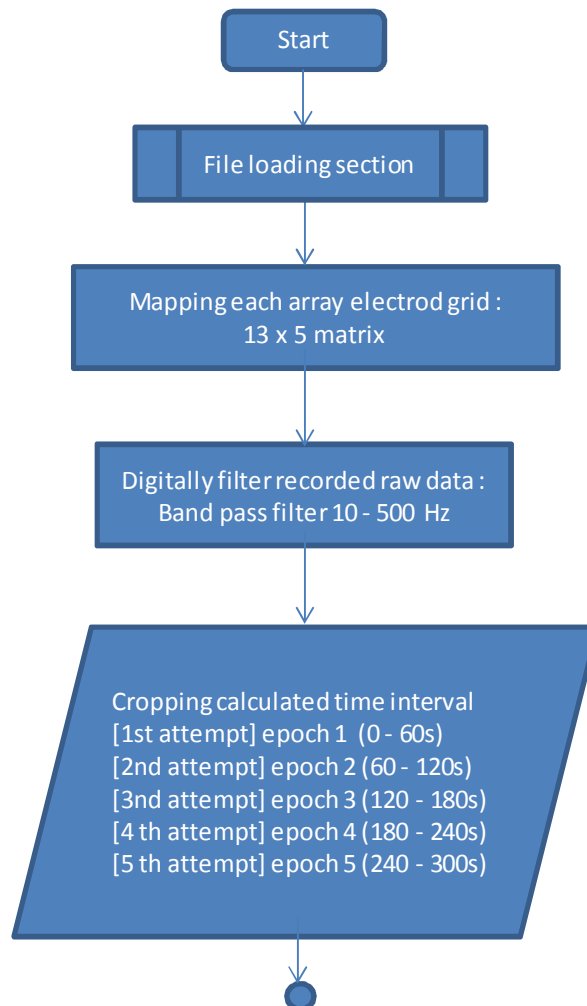 Start
File loading section
Mapping each array electrod grid :
13 x 5 matrix
Digitally filter recorded raw data :
Band pass filter 10 - 500 Hz
Cropping calculated time interval
[1st attempt] epoch 1 (0 - 60s)
[2nd attempt] epoch 2 (60 - 120s)
[3nd attempt] epoch 3 (120 - 180s)
[4 th attempt] epoch 4 (180 - 240s)
[5 th attempt] epoch 5 (240 - 300s)